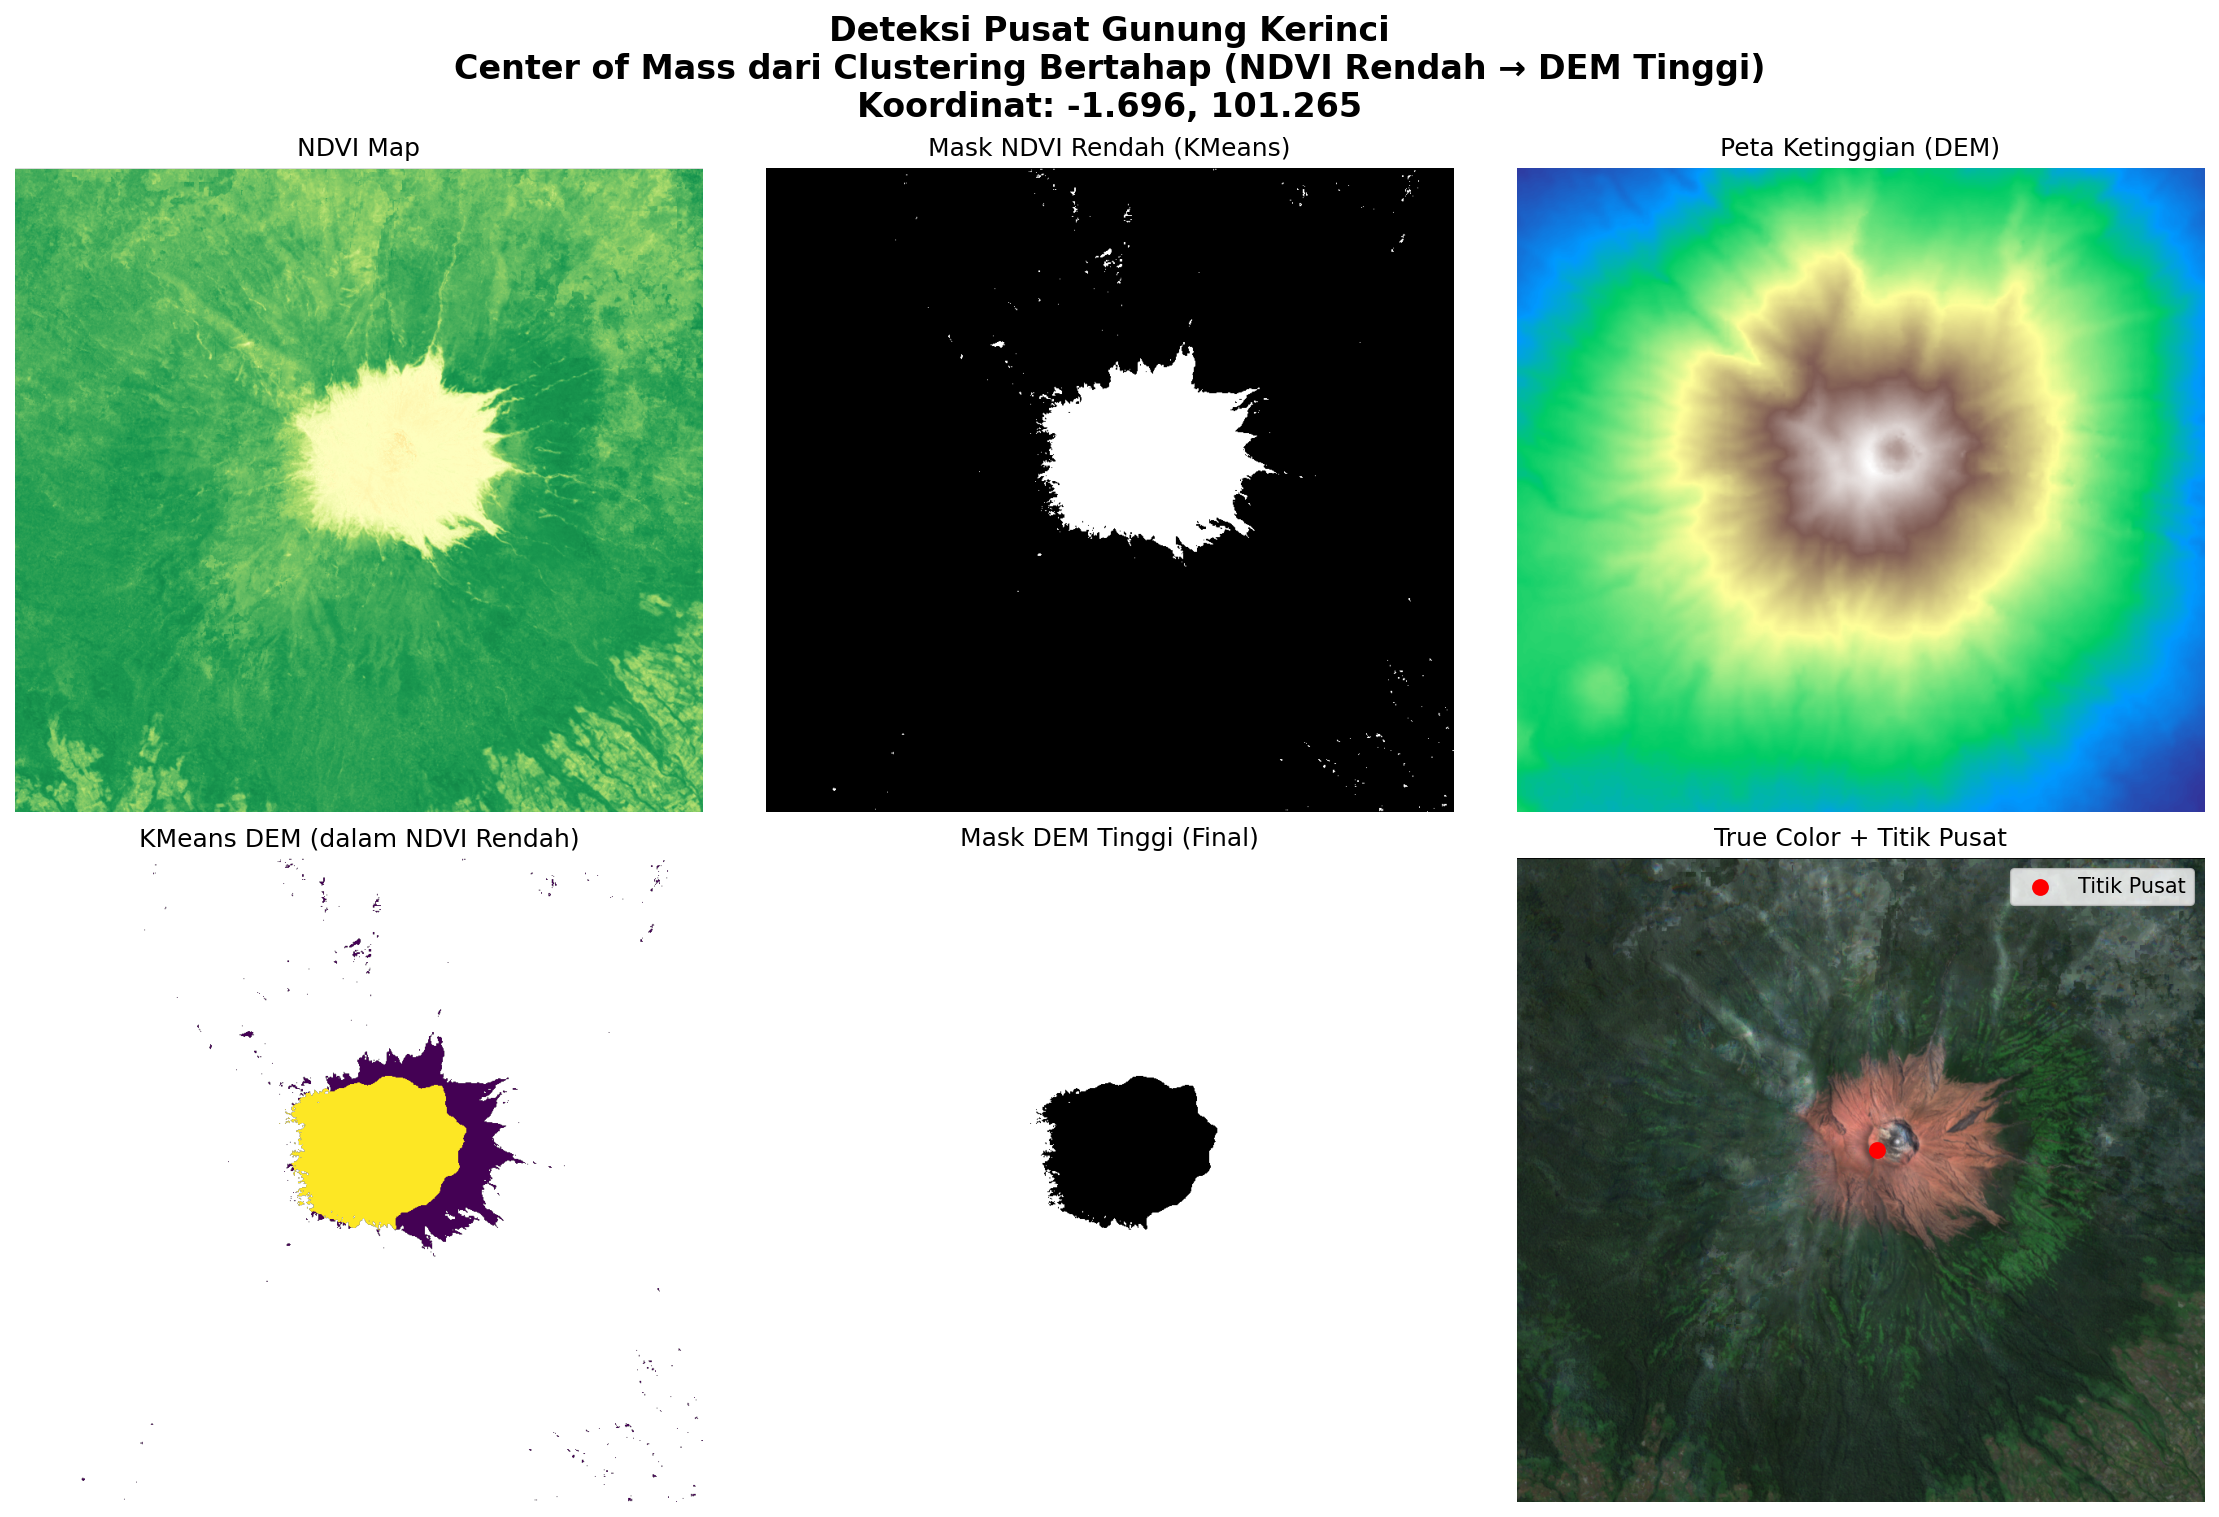 Deteksi Pusat Gunung Kerinci
Center of Mass dari Clustering Bertahap (NDVI Rendah → DEM Tinggi)
Koordinat: -1.696, 101.265
NDVI Map
Mask NDVI Rendah (KMeans)
Peta Ketinggian (DEM)
KMeans DEM (dalam NDVI Rendah)
Mask DEM Tinggi (Final)
True Color + Titik Pusat
Titik Pusat